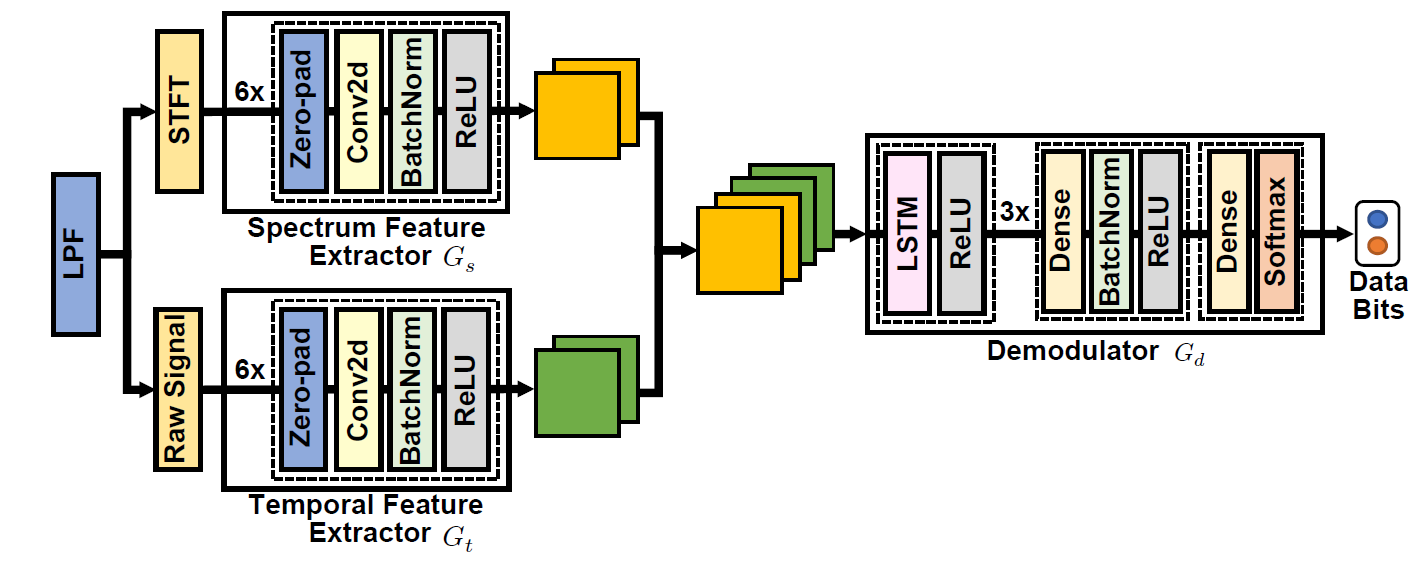 LPF
STFT
6x
Zero-pad
Conv2d
BatchNorm
ReLU
Spectrum Feature
Extractor G_s
Raw Signal
6x
Zero-pad
Conv2d
BatchNorm
ReLU
Temporal Feature
Extractor G_t
LSTM
ReLU
3x
Dense
BatchNorm
ReLU
Dense
Softmax
Demodulator G_d
Data
Bits